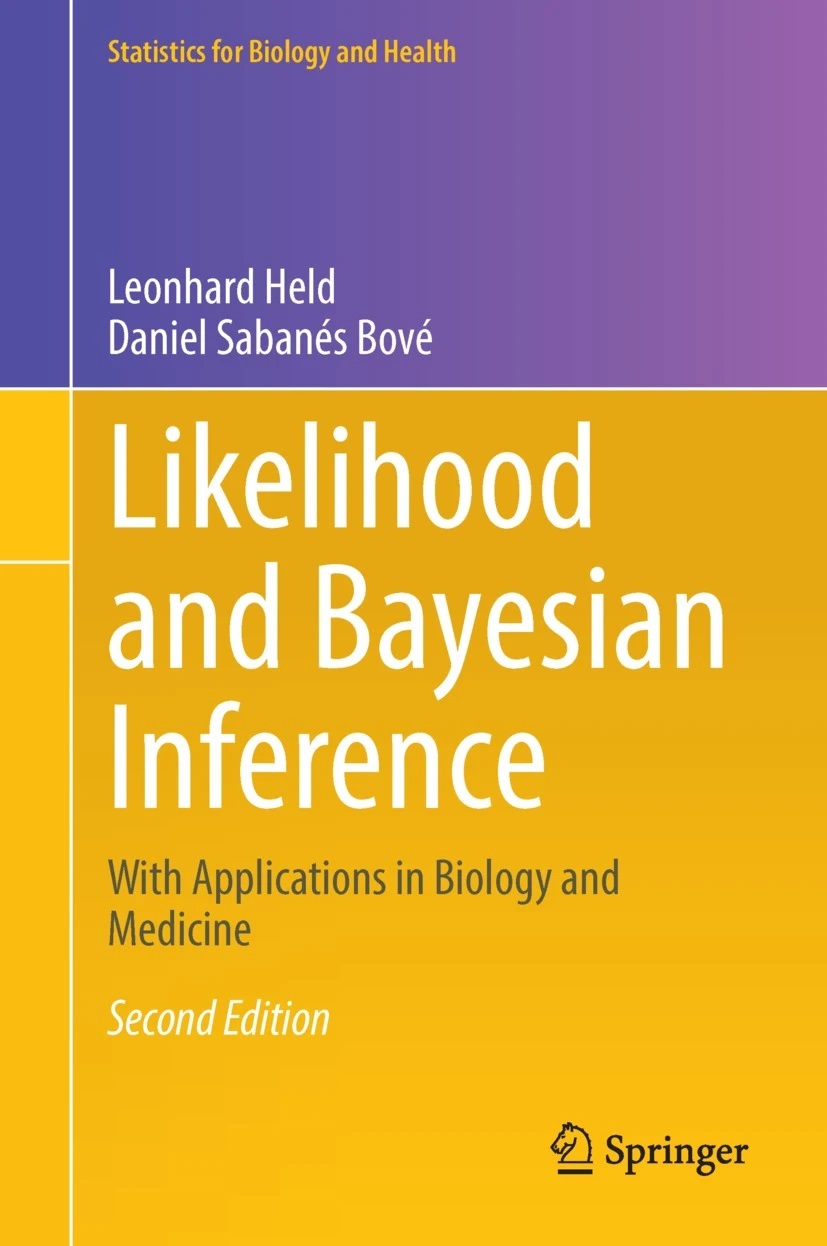 Statistics for Biology and Health
Leonhard Held
Daniel Sabanés Bové
Likelihood
and Bayesian
Inference
With Applications in Biology and
Medicine
Second Edition
Springer